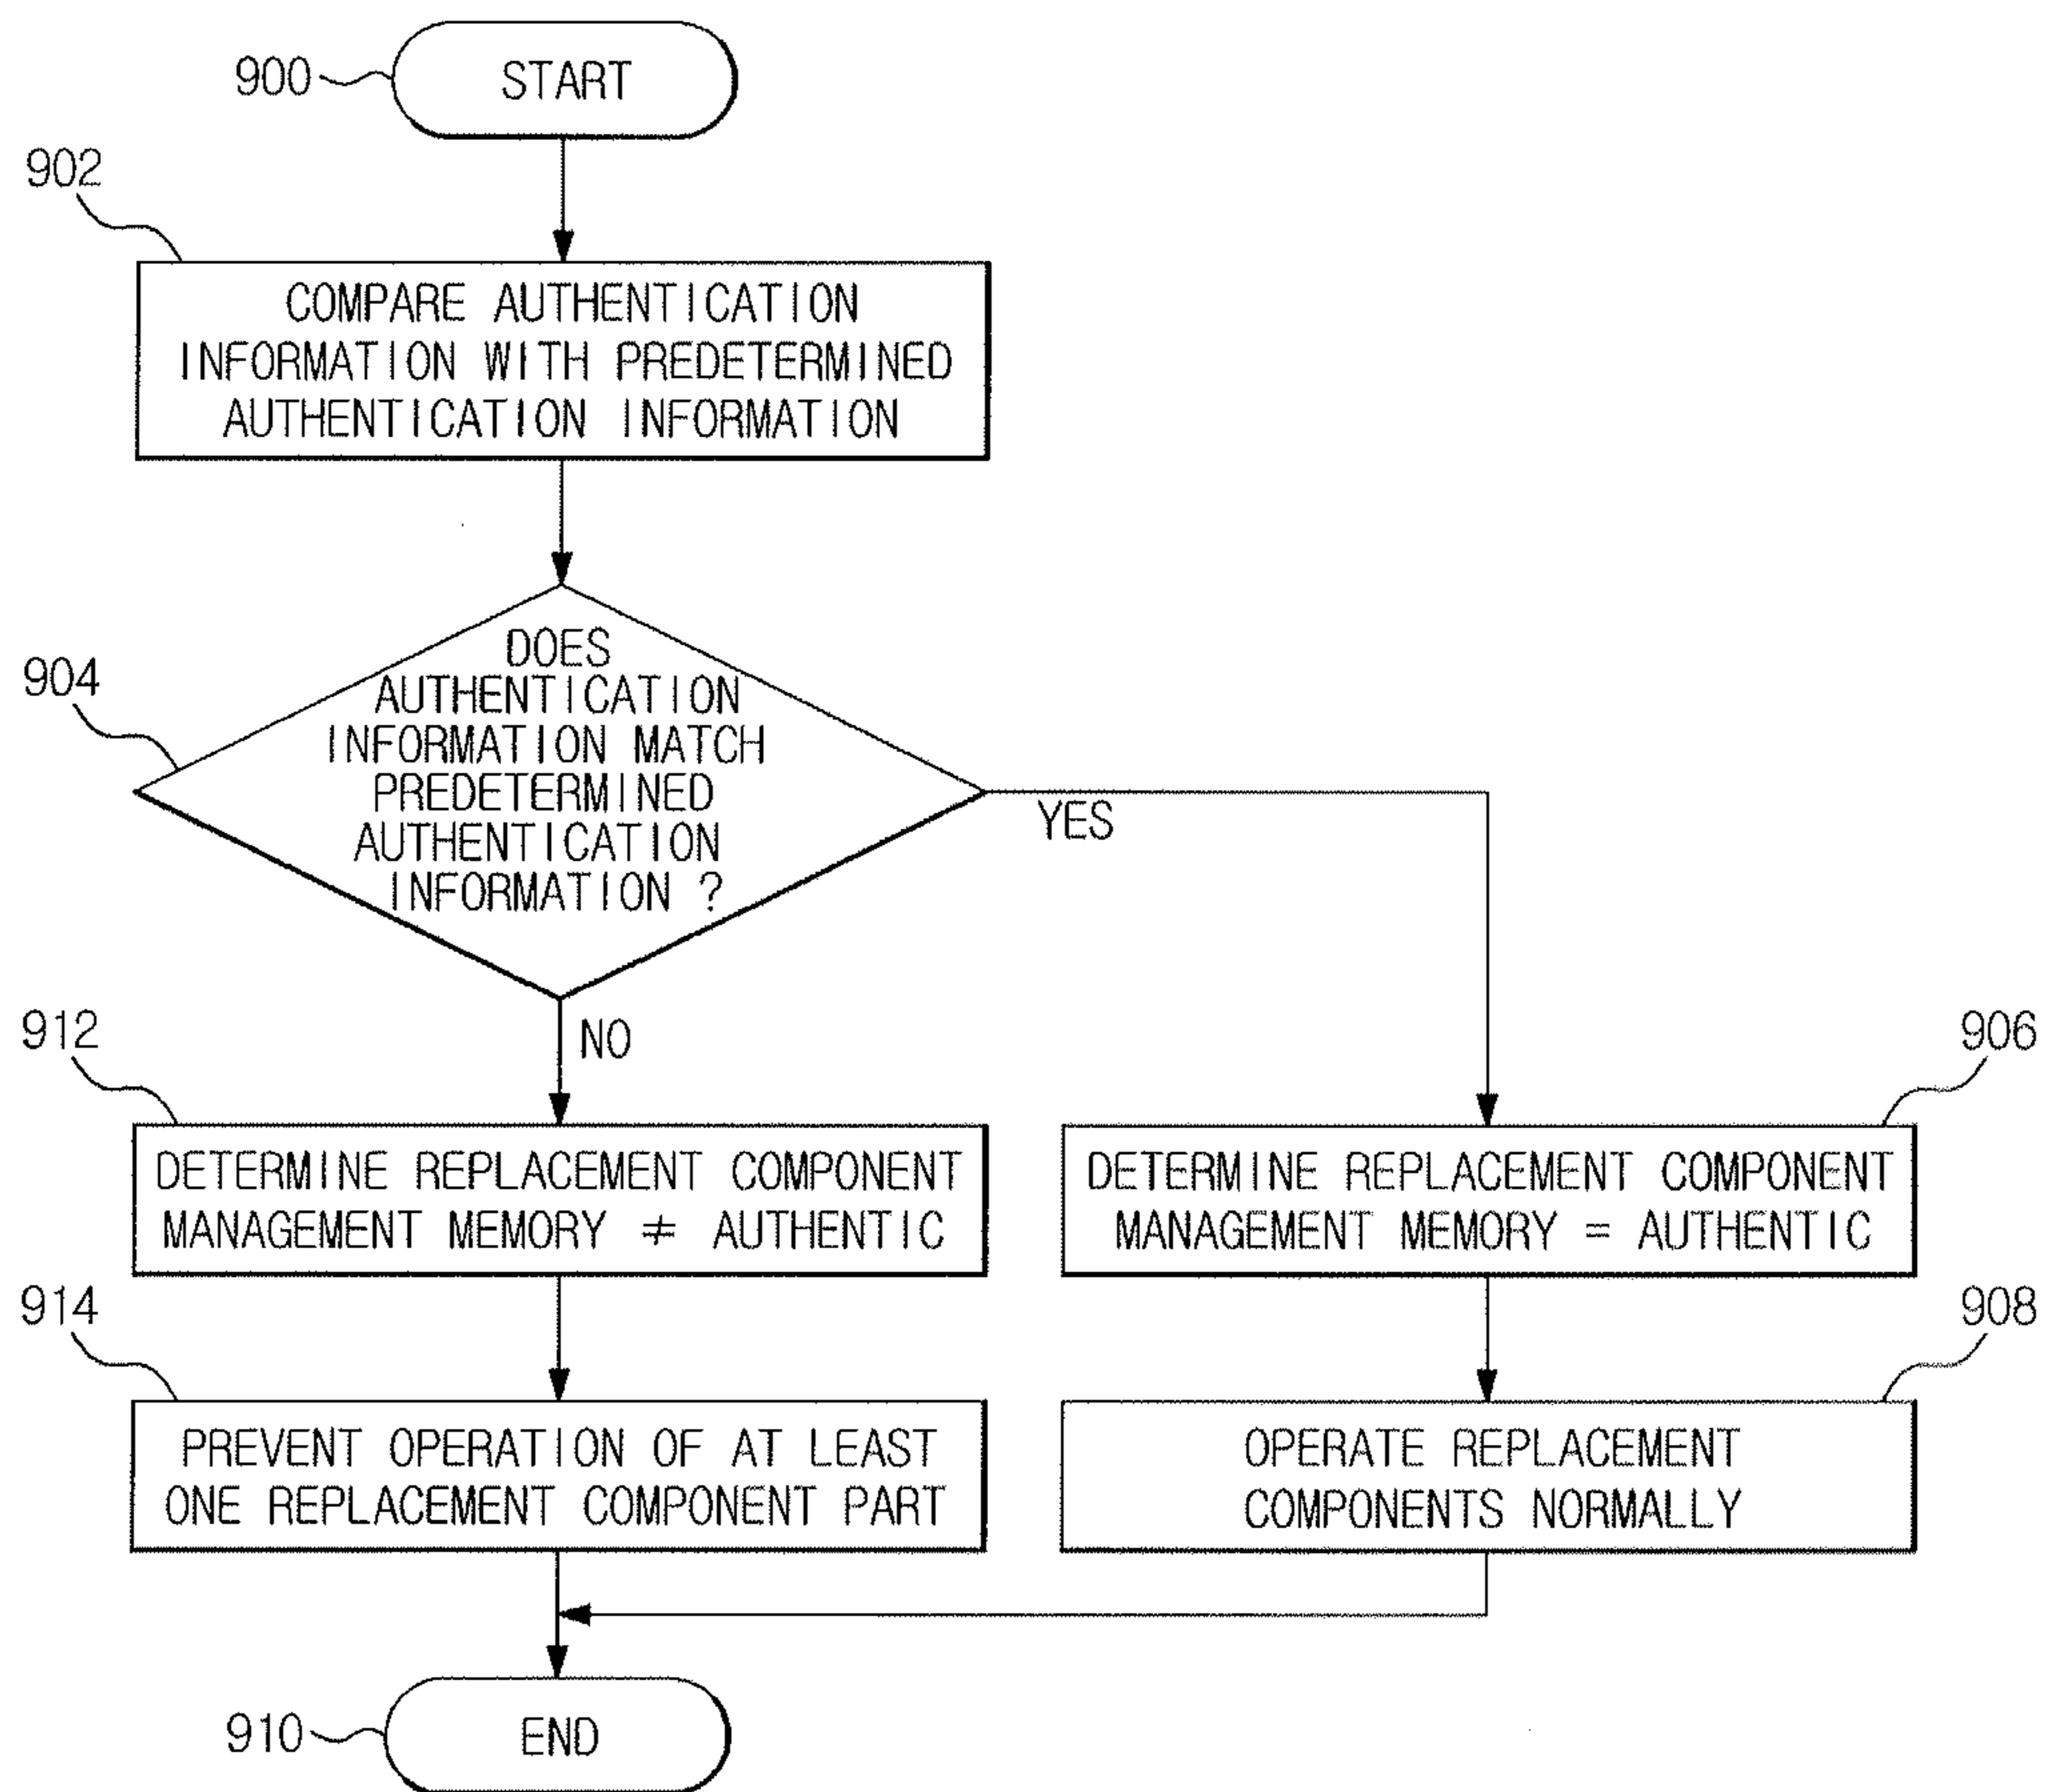 900
START
902
COMPARE AUTHENTICATION
INFORMATION WITH PREDETERMINED
AUTHENTICATION INFORMATION
904
DOES
AUTHENTICATION
INFORMATION MATCH
PREDETERMINED
AUTHENTICATION
INFORMATION ?
YES
NO
912
DETERMINE REPLACEMENT COMPONENT
MANAGEMENT MEMORY ≠ AUTHENTIC
906
DETERMINE REPLACEMENT COMPONENT
MANAGEMENT MEMORY = AUTHENTIC
914
PREVENT OPERATION OF AT LEAST
ONE REPLACEMENT COMPONENT PART
908
OPERATE REPLACEMENT
COMPONENTS NORMALLY
910
END